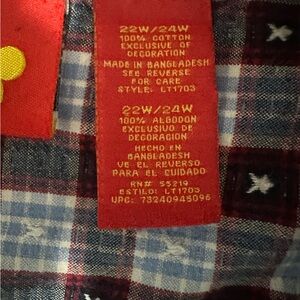 22W/24W
100% COTTON
EXCLUSIVE OF
DECORATION
MADE IN BANGLADESH
SEE REVERSE
FOR CARE
STYLE: LT1703
22W/24W
100% ALGODON
EXCLUSIVO DE
DECORACION
HECHO EN
BANGLADESH
VE EL REVERSO
PARA EL CUIDADO
RN# 55219
ESTILO: LT1703
UPC: 73240945096